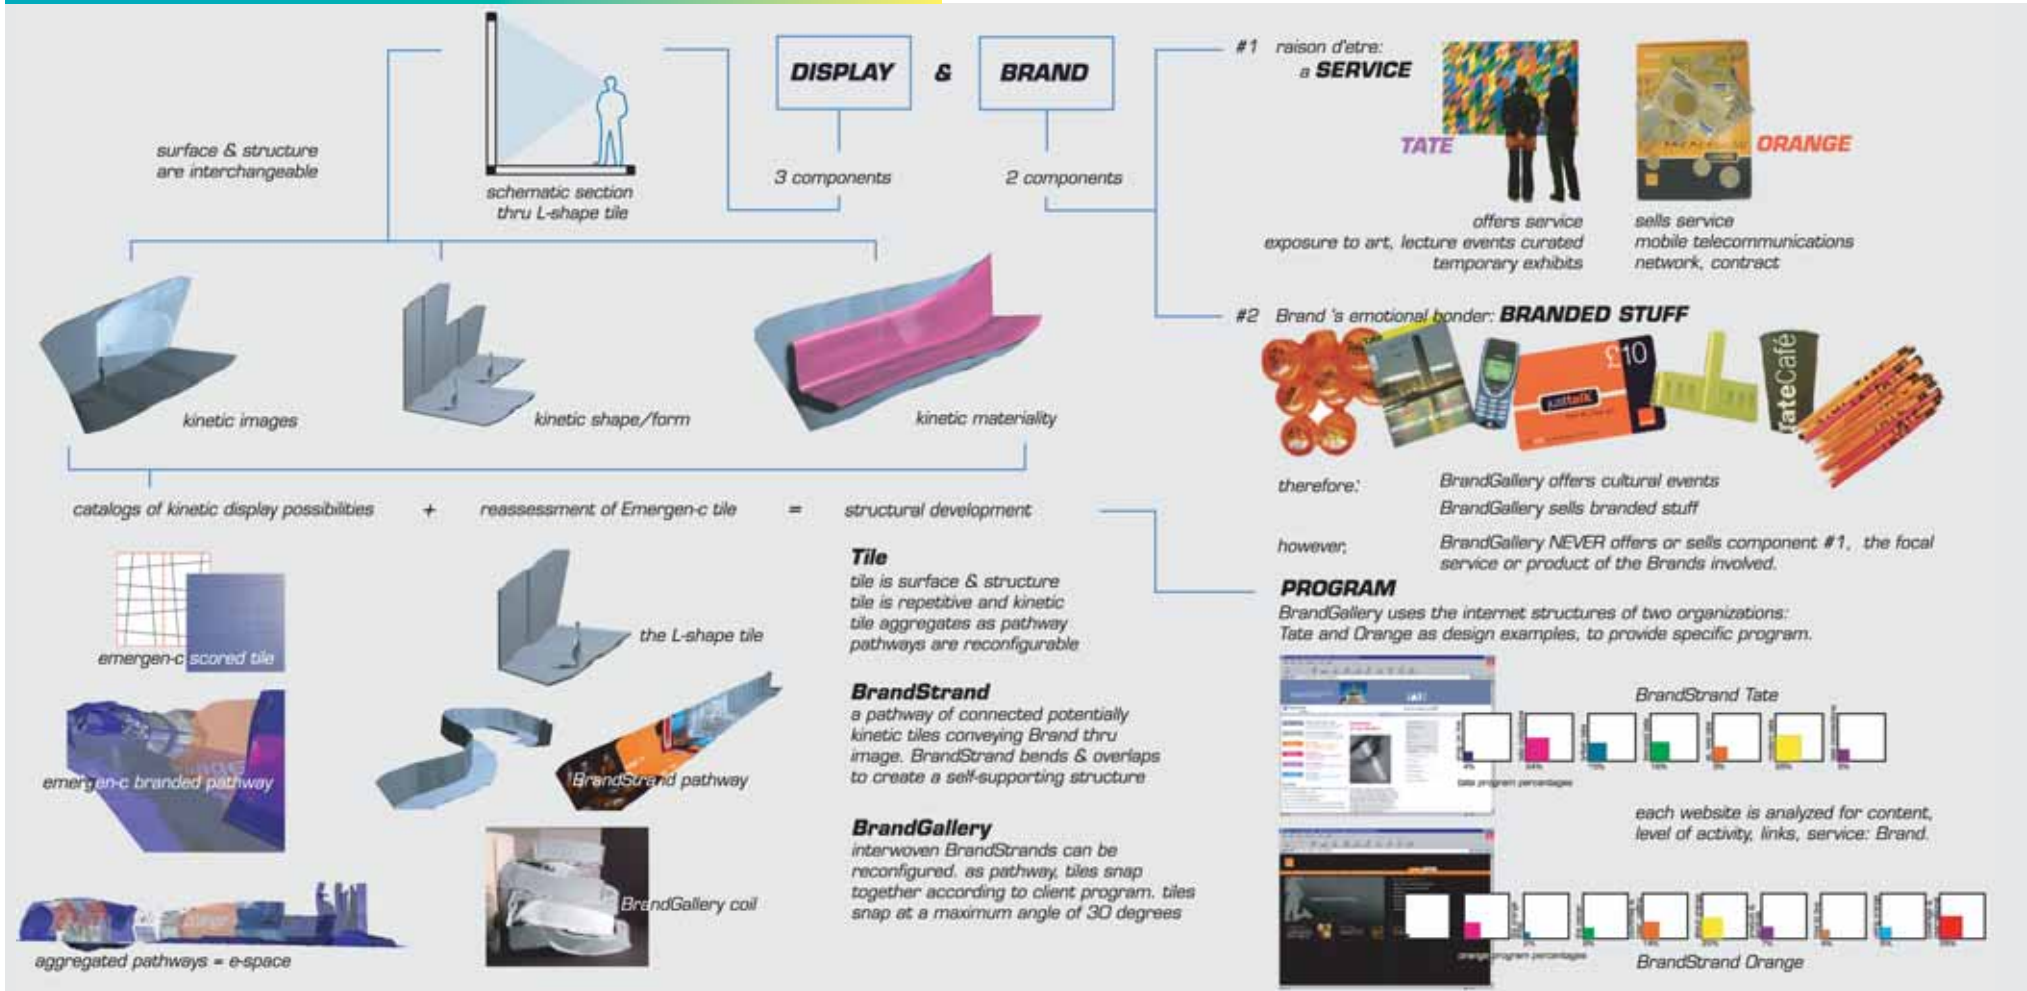 surface & structure
are interchangeable
schematic section
thru L-shape tile
DISPLAY
&
BRAND
3 components
2 components
#1 raison d'etre:
a SERVICE
TATE
ORANGE
offers service
exposure to art, lecture events curated
temporary exhibits
sells service
mobile telecommunications
network, contract
kinetic images
kinetic shape/form
kinetic materiality
#2 Brand 's emotional bonder: BRANDED STUFF
£10
justtalk
tateCafé
therefore:
BrandGallery offers cultural events
BrandGallery sells branded stuff
however,
BrandGallery NEVER offers or sells component #1, the focal
service or product of the Brands involved.
catalogs of kinetic display possibilities + reassessment of Emergen-c tile = structural development
emergen-c scored tile
the L-shape tile
emergen-c branded pathway
BrandStrand pathway
BrandGallery coil
aggregated pathways = e-space
Tile
tile is surface & structure
tile is repetitive and kinetic
tile aggregates as pathway
pathways are reconfigurable
BrandStrand
a pathway of connected potentially
kinetic tiles conveying Brand thru
image. BrandStrand bends & overlaps
to create a self-supporting structure
BrandGallery
interwoven BrandStrands can be
reconfigured. as pathway, tiles snap
together according to client program. tiles
snap at a maximum angle of 30 degrees
PROGRAM
BrandGallery uses the internet structures of two organizations:
Tate and Orange as design examples, to provide specific program.
BrandStrand Tate
4%
tate program percentages
each website is analyzed for content,
level of activity, links, service: Brand.
orange program percentages
BrandStrand Orange